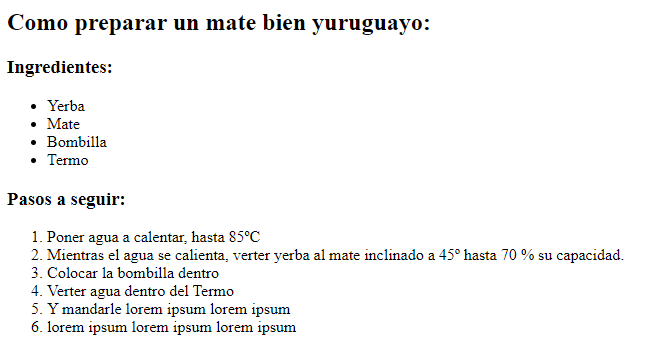 Como preparar un mate bien yuruguayo:
Ingredientes:
• Yerba
• Mate
• Bombilla
• Termo
Pasos a seguir:
1. Poner agua a calentar, hasta 85ºC
2. Mientras el agua se calienta, verter yerba al mate inclinado a 45º hasta 70 % su capacidad.
3. Colocar la bombilla dentro
4. Verter agua dentro del Termo
5. Y mandarle lorem ipsum lorem ipsum
6. lorem ipsum lorem ipsum lorem ipsum